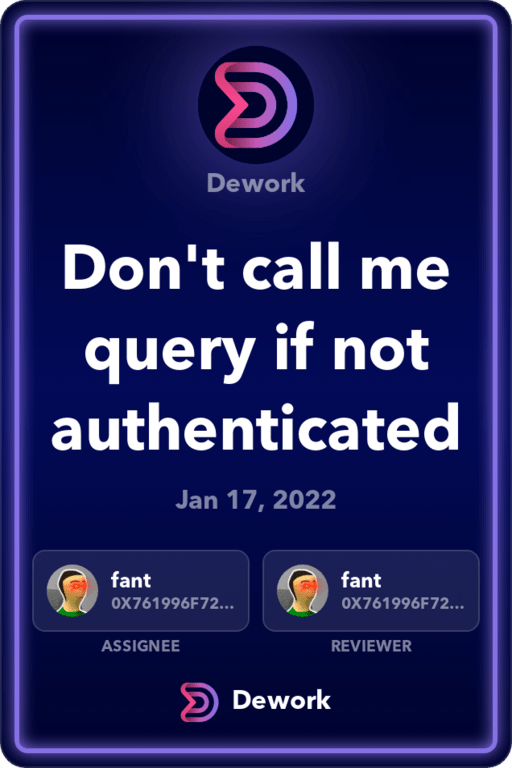 Dework
Don't call me
query if not
authenticated
Jan 17, 2022
fant
0X761996F72...
fant
0X761996F72...
ASSIGNEE
REVIEWER
Dework